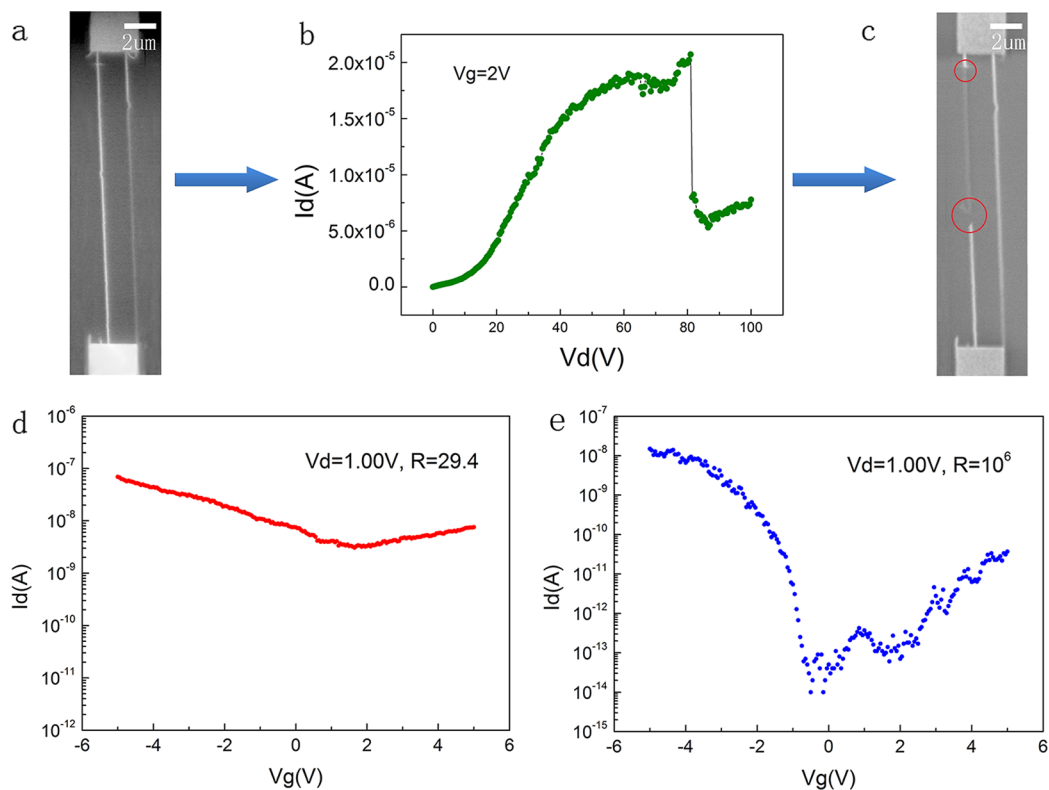 a
2um
b
Vg=2V
2.0x10⁻⁵
1.5x10⁻⁵
1.0x10⁻⁵
5.0x10⁻⁶
0.0
Id(A)
0 20 40 60 80 100
Vd(V)
c
2um
d
Vd=1.00V, R=29.4
10⁻⁶
10⁻⁷
10⁻⁸
10⁻⁹
10⁻¹⁰
10⁻¹¹
10⁻¹²
Id(A)
-6 -4 -2 0 2 4 6
Vg(V)
e
Vd=1.00V, R=10⁶
10⁻⁷
10⁻⁸
10⁻⁹
10⁻¹⁰
10⁻¹¹
10⁻¹²
10⁻¹³
10⁻¹⁴
10⁻¹⁵
Id(A)
-6 -4 -2 0 2 4 6
Vg(V)